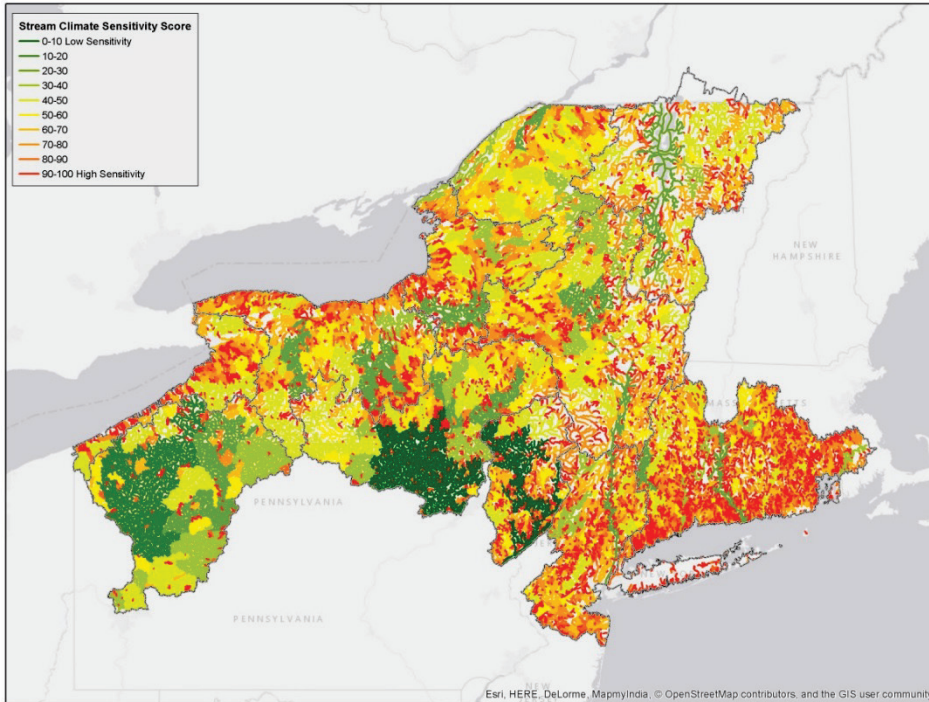 Stream Climate Sensitivity Score
0-10 Low Sensitivity
10-20
20-30
30-40
40-50
50-60
60-70
70-80
80-90
90-100 High Sensitivity
NEW
HAMPSHIRE
PENNSYLVANIA
PENNSYLVANIA
NEW
Esri, HERE, DeLorme, MapmyIndia, © OpenStreetMap contributors, and the GIS user community